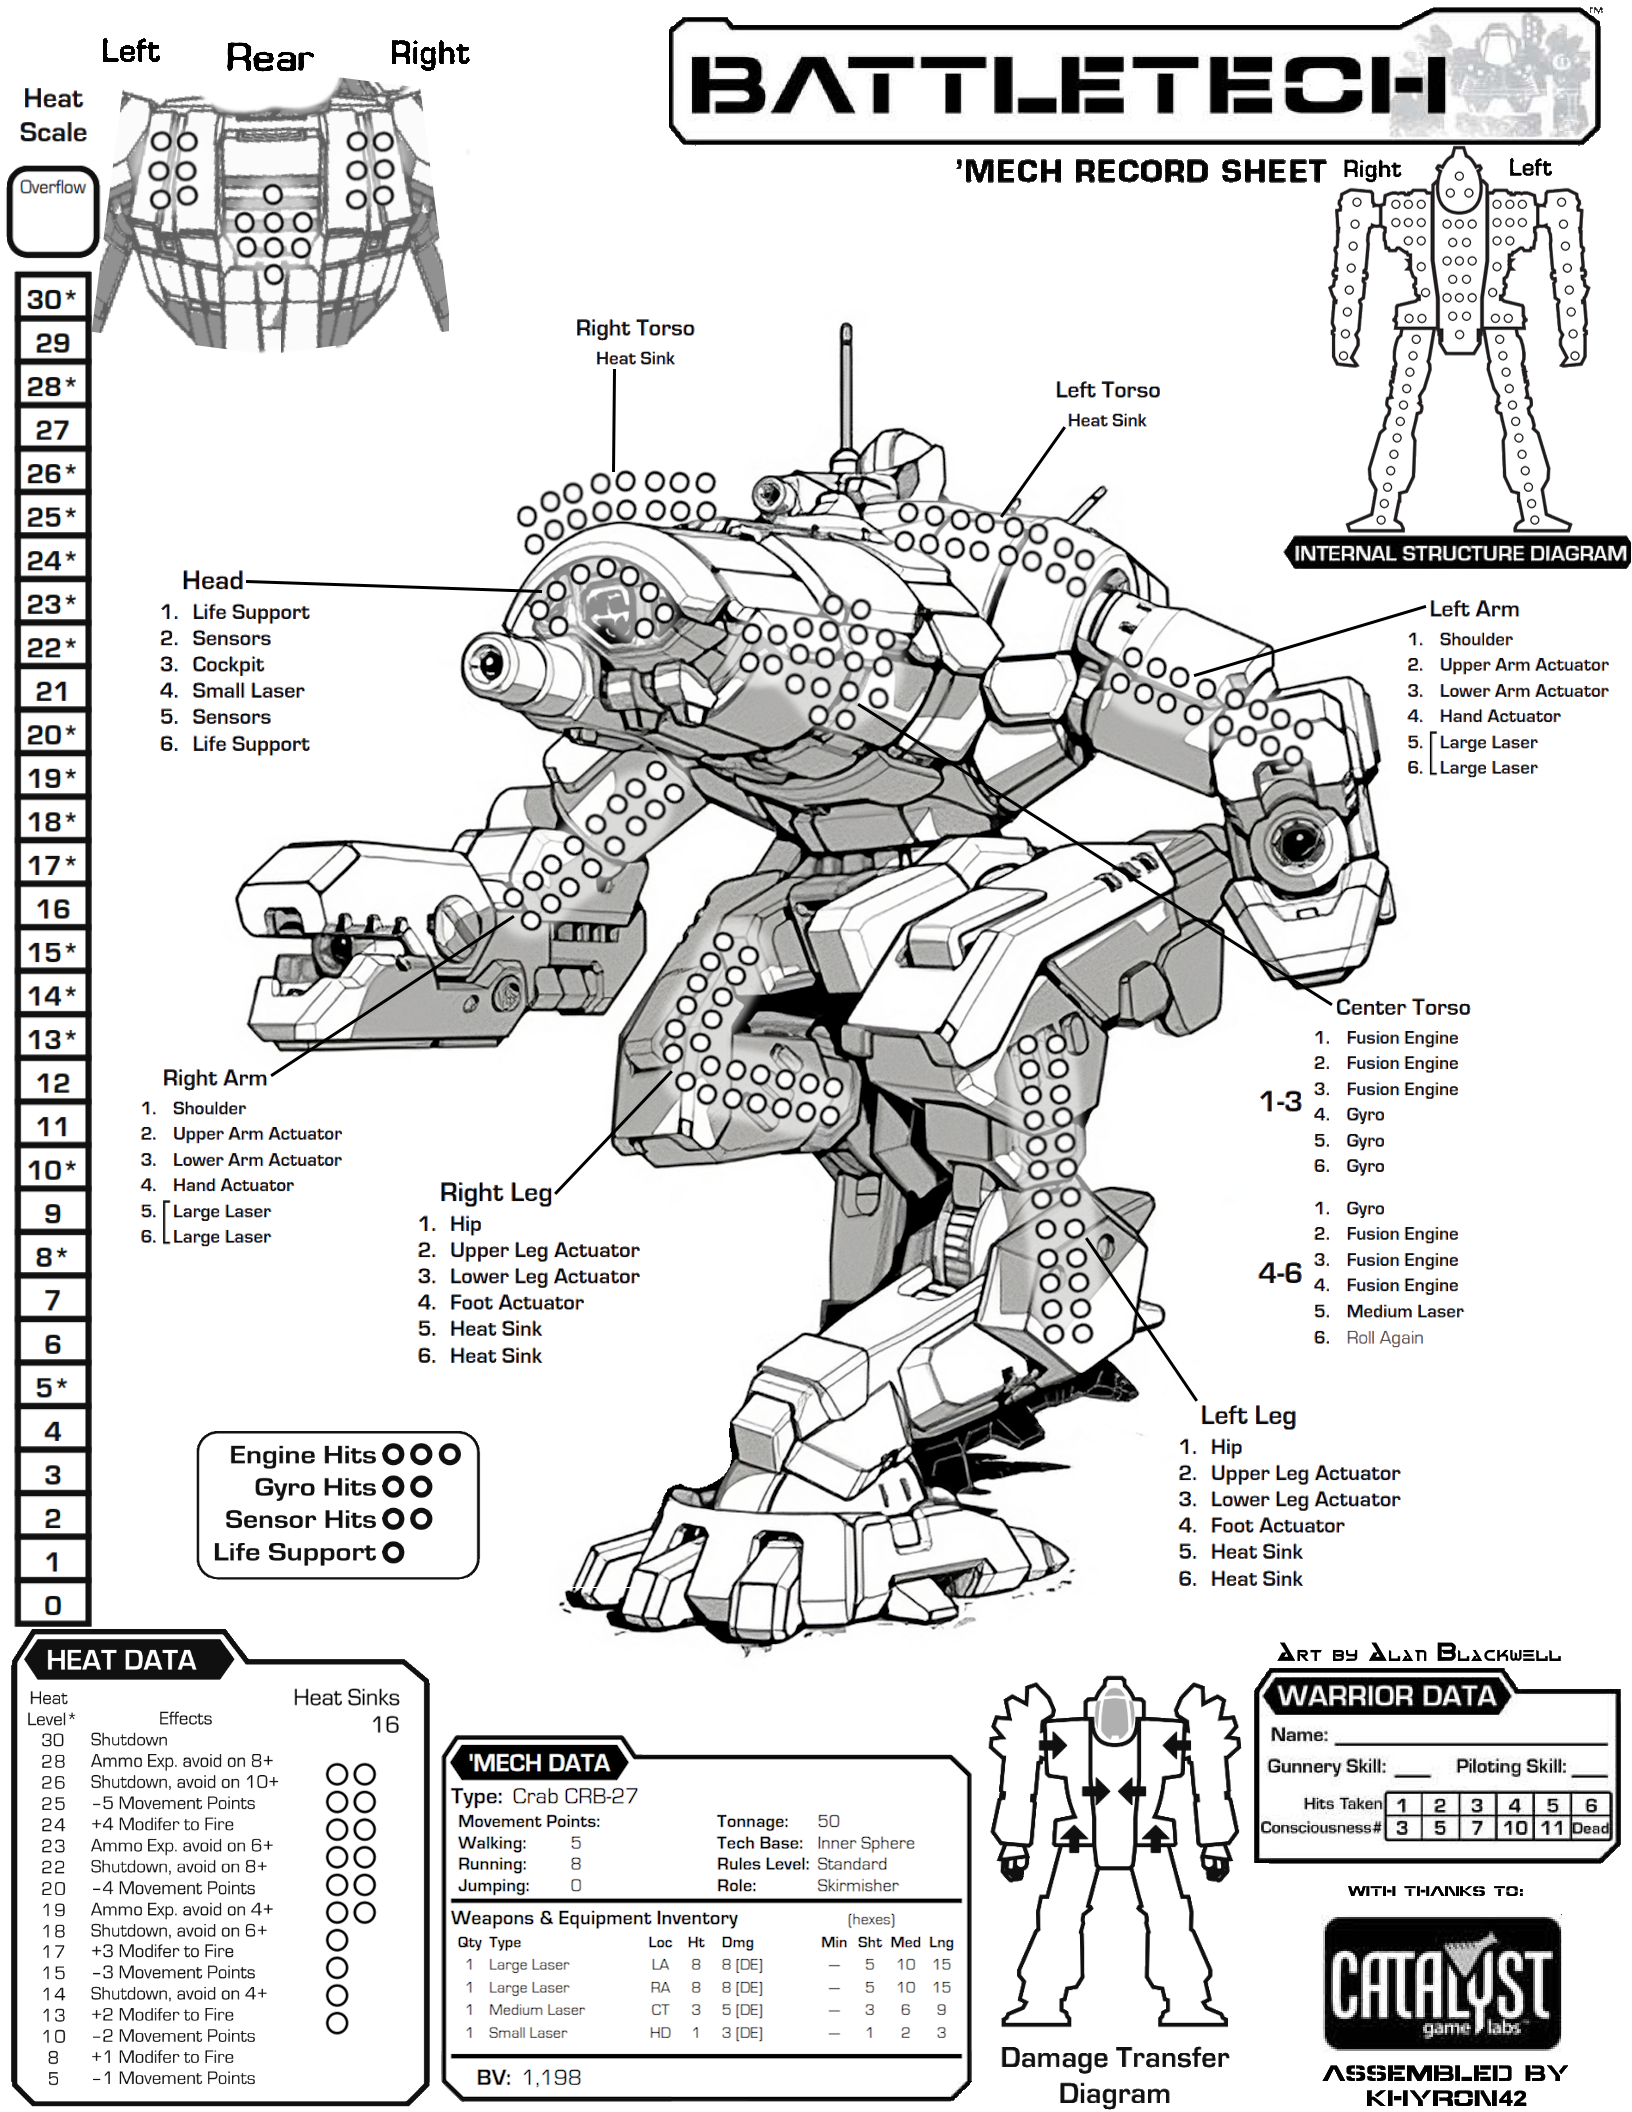 Left Rear Right
BATTLETECH
™
'MECH RECORD SHEET
Right Left
Heat
Scale
Overflow
30*
29
28*
27
26*
25*
24*
23*
22*
21
20*
19*
18*
17*
16
15*
14*
13*
12
11
10*
9
8*
7
6
5*
4
3
2
1
0
INTERNAL STRUCTURE DIAGRAM
Right Torso
Heat Sink
Left Torso
Heat Sink
Head
1. Life Support
2. Sensors
3. Cockpit
4. Small Laser
5. Sensors
6. Life Support
Left Arm
1. Shoulder
2. Upper Arm Actuator
3. Lower Arm Actuator
4. Hand Actuator
5. Large Laser
6. Large Laser
Right Arm
1. Shoulder
2. Upper Arm Actuator
3. Lower Arm Actuator
4. Hand Actuator
5. Large Laser
6. Large Laser
Center Torso
1-3
1. Fusion Engine
2. Fusion Engine
3. Fusion Engine
4. Gyro
5. Gyro
6. Gyro
4-6
1. Gyro
2. Fusion Engine
3. Fusion Engine
4. Fusion Engine
5. Medium Laser
6. Roll Again
Right Leg
1. Hip
2. Upper Leg Actuator
3. Lower Leg Actuator
4. Foot Actuator
5. Heat Sink
6. Heat Sink
Left Leg
1. Hip
2. Upper Leg Actuator
3. Lower Leg Actuator
4. Foot Actuator
5. Heat Sink
6. Heat Sink
Engine Hits
Gyro Hits
Sensor Hits
Life Support
HEAT DATA
Heat
Level* Effects
Heat Sinks
16
30 Shutdown
28 Ammo Exp. avoid on 8+
26 Shutdown, avoid on 10+
25 -5 Movement Points
24 +4 Modifer to Fire
23 Ammo Exp. avoid on 6+
22 Shutdown, avoid on 8+
20 -4 Movement Points
19 Ammo Exp. avoid on 4+
18 Shutdown, avoid on 6+
17 +3 Modifer to Fire
15 -3 Movement Points
14 Shutdown, avoid on 4+
13 +2 Modifer to Fire
10 -2 Movement Points
8 +1 Modifer to Fire
5 -1 Movement Points
'MECH DATA
Type: Crab CRB-27
Movement Points:
Walking: 5
Running: 8
Jumping: 0
Tonnage: 50
Tech Base: Inner Sphere
Rules Level: Standard
Role: Skirmisher
Weapons & Equipment Inventory (hexes)
Qty Type Loc Ht Dmg Min Sht Med Lng
1 Large Laser LA 8 8 [DE] — 5 10 15
1 Large Laser RA 8 8 [DE] — 5 10 15
1 Medium Laser CT 3 5 [DE] — 3 6 9
1 Small Laser HD 1 3 [DE] — 1 2 3
BV: 1,198
Damage Transfer
Diagram
Art by Alan Blackwell
WARRIOR DATA
Name:
Gunnery Skill: Piloting Skill:
Hits Taken 1 2 3 4 5 6
Consciousness# 3 5 7 10 11 Dead
WITH THANKS TO:
CATALYST
game labs™
ASSEMBLED BY
KHYRON42